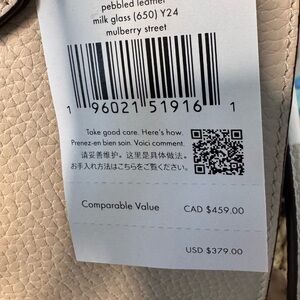 pebbled leather
milk glass (650) Y24
mulberry street
1 96021 51916 1
Take good care. Here's how.
Prenez-en bien soin. Voici comment.
请妥善维护。这里是具体做法。
お手入れ方法はこちらをご覧ください。
Comparable Value CAD $459.00
USD $379.00